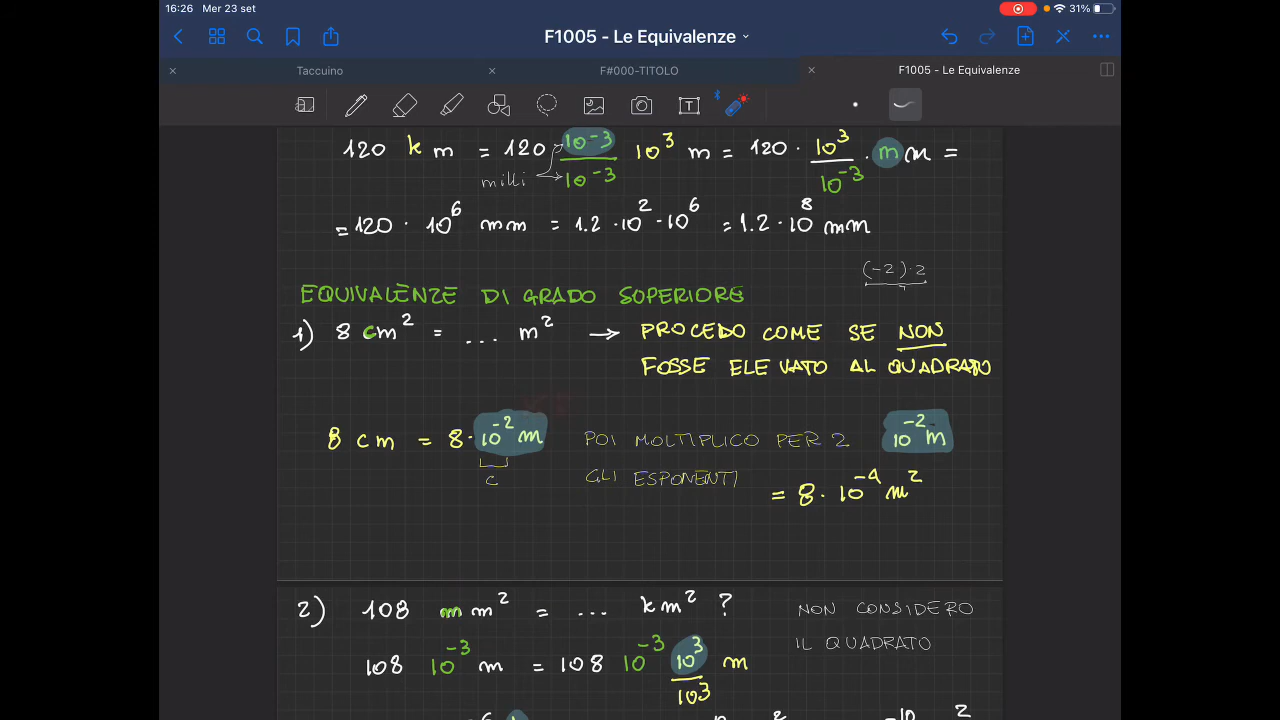 16:26 Mer 23 set
31%
F1005 - Le Equivalenze
Taccuino
F#000-TITOLO
F1005 - Le Equivalenze
120 k m = 120 10⁻³/10⁻³ 10³ m = 120 · 10³/10⁻³ · m m =
milli
= 120 · 10⁶ mm = 1.2 · 10² · 10⁶ = 1.2 · 10⁸ mm
(-2) · 2
EQUIVALENZE DI GRADO SUPERIORE
1) 8 cm² = ... m² → PROCEDO COME SE NON
FOSSE ELEVATO AL QUADRATO
8 cm = 8 · 10⁻² m POI MOLTIPLICO PER 2 10⁻² m
c GLI ESPONENTI
= 8 · 10⁻⁴ m²
2) 108 mm² = ... km² ? NON CONSIDERO
IL QUADRATO
108 10⁻³ m = 108 10⁻³ 10³/10³ m